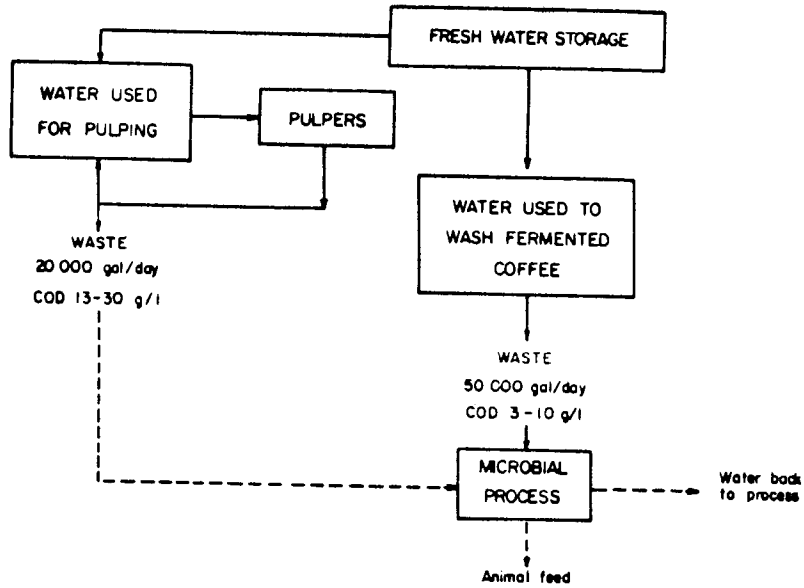 FRESH WATER STORAGE
WATER USED
FOR PULPING
PULPERS
WATER USED TO
WASH FERMENTED
COFFEE
WASTE
20 000 gal/day
COD 13-30 g/l
WASTE
50 000 gal/day
COD 3-10 g/l
MICROBIAL
PROCESS
Water back
to process
Animal feed